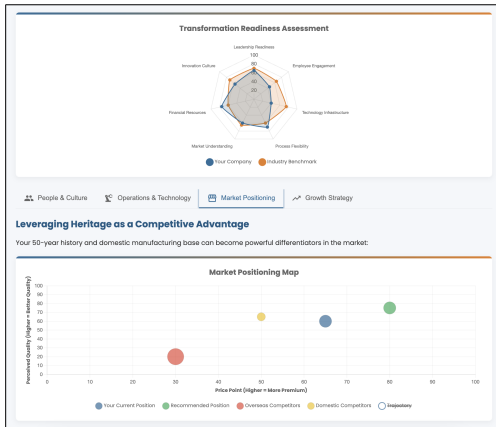 Transformation Readiness Assessment
Leadership Readiness
100
80
60
40
20
Innovation Culture
Employee Engagement
Financial Resources
Technology Infrastructure
Market Understanding
Process Flexibility
Your Company Industry Benchmark
People & Culture Operations & Technology Market Positioning Growth Strategy
Leveraging Heritage as a Competitive Advantage
Your 50-year history and domestic manufacturing base can become powerful differentiators in the market:
Market Positioning Map
Perceived Quality (Higher = Better Quality)
100
90
80
70
60
50
40
30
20
10
0
0 10 20 30 40 50 60 70 80 90 100
Price Point (Higher = More Premium)
Your Current Position Recommended Position Overseas Competitors Domestic Competitors Trajectory